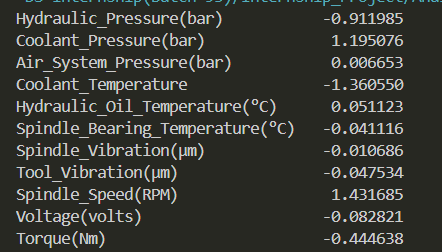 Hydraulic_Pressure(bar) -0.911985
Coolant_Pressure(bar) 1.195076
Air_System_Pressure(bar) 0.006653
Coolant_Temperature -1.360550
Hydraulic_Oil_Temperature(°C) 0.051123
Spindle_Bearing_Temperature(°C) -0.041116
Spindle_Vibration(μm) -0.010686
Tool_Vibration(μm) -0.047534
Spindle_Speed(RPM) 1.431685
Voltage(volts) -0.082821
Torque(Nm) -0.444638